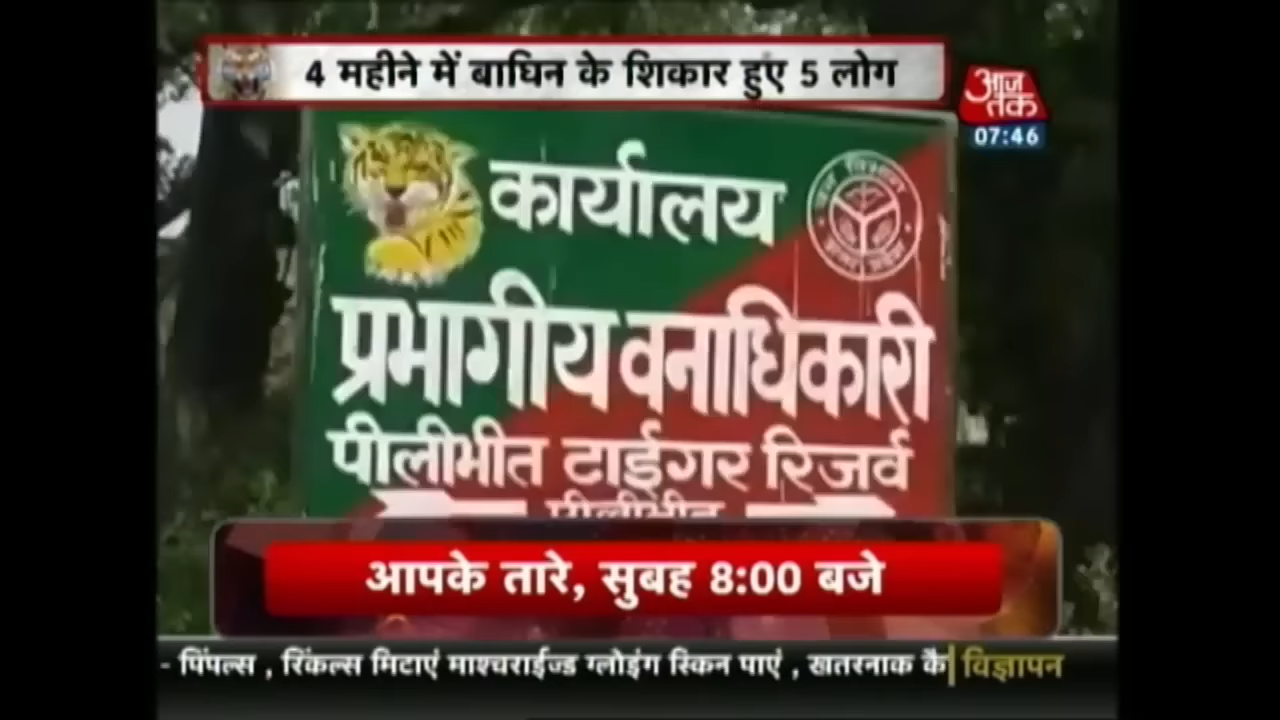 4 महीने में बाघिन के शिकार हुए 5 लोग
आज तक
07:46
कार्यालय
प्रभागीय वनाधिकारी
पीलीभीत टाईगर रिजर्व
पीलीभीत
आपके तारे, सुबह 8:00 बजे
- पिंपल्स , रिंकल्स मिटाएं माश्चराईज्ड ग्लोइंग स्किन पाएं , खतरनाक कै
विज्ञापन